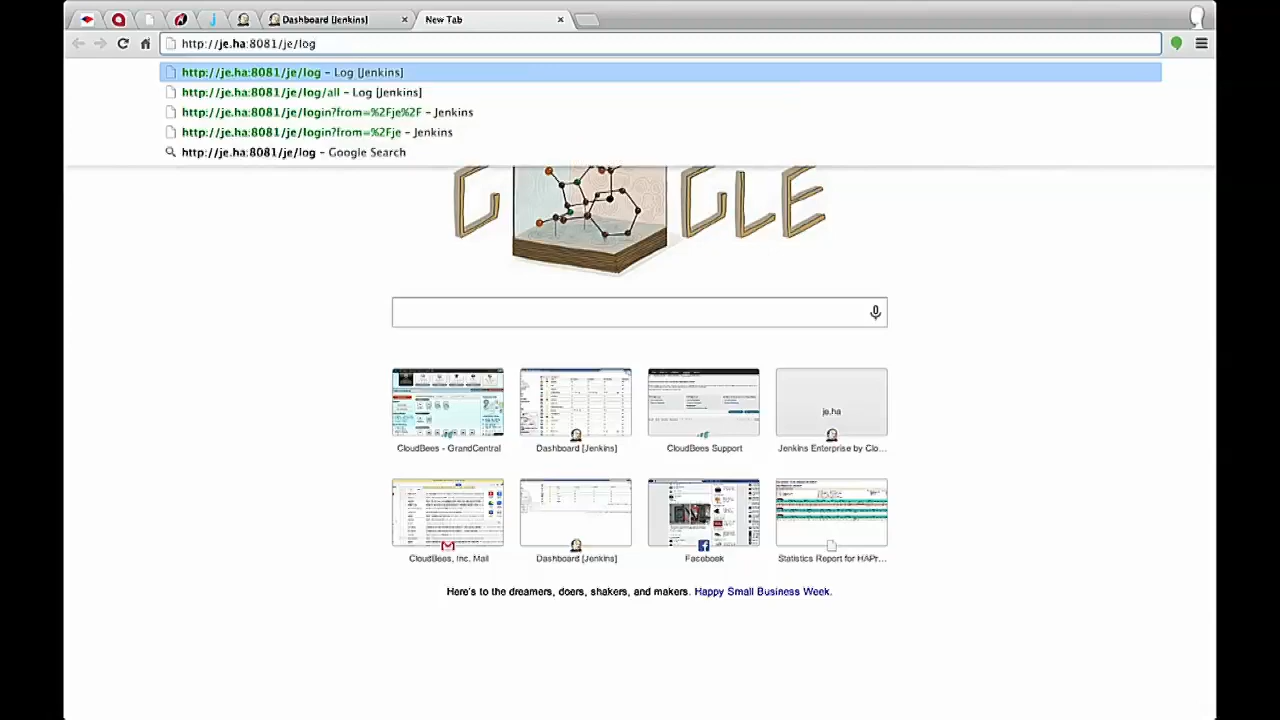 Dashboard [Jenkins]
New Tab
http://je.ha:8081/je/log
http://je.ha:8081/je/log - Log [Jenkins]
http://je.ha:8081/je/log/all - Log [Jenkins]
http://je.ha:8081/je/login?from=%2Fje%2F - Jenkins
http://je.ha:8081/je/login?from=%2Fje - Jenkins
http://je.ha:8081/je/log - Google Search
G GLE
je.ha
CloudBees - GrandCentral
Dashboard [Jenkins]
CloudBees Support
Jenkins Enterprise by Clo...
CloudBees, Inc. Mail
Dashboard [Jenkins]
Facebook
Statistics Report for HAPr...
Here's to the dreamers, doers, shakers, and makers. Happy Small Business Week.